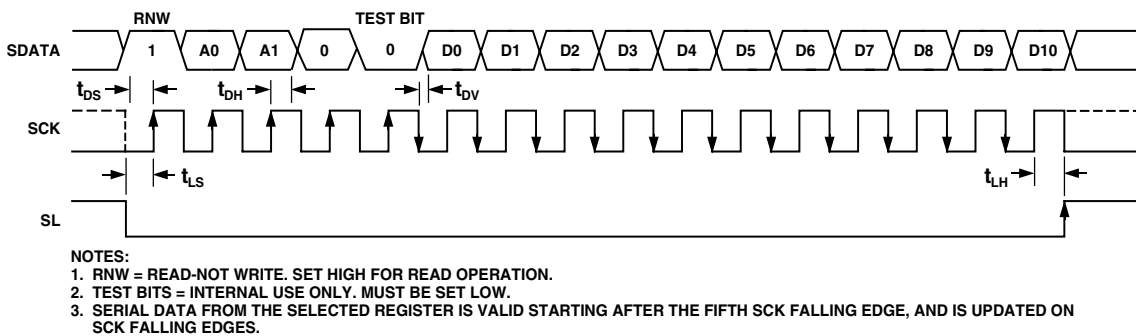 RNW TEST BIT
SDATA 1 A0 A1 0 0 D0 D1 D2 D3 D4 D5 D6 D7 D8 D9 D10
tDS tDH tDV
SCK
tLS tLH
SL
NOTES:
1. RNW = READ-NOT WRITE. SET HIGH FOR READ OPERATION.
2. TEST BITS = INTERNAL USE ONLY. MUST BE SET LOW.
3. SERIAL DATA FROM THE SELECTED REGISTER IS VALID STARTING AFTER THE FIFTH SCK FALLING EDGE, AND IS UPDATED ON
SCK FALLING EDGES.